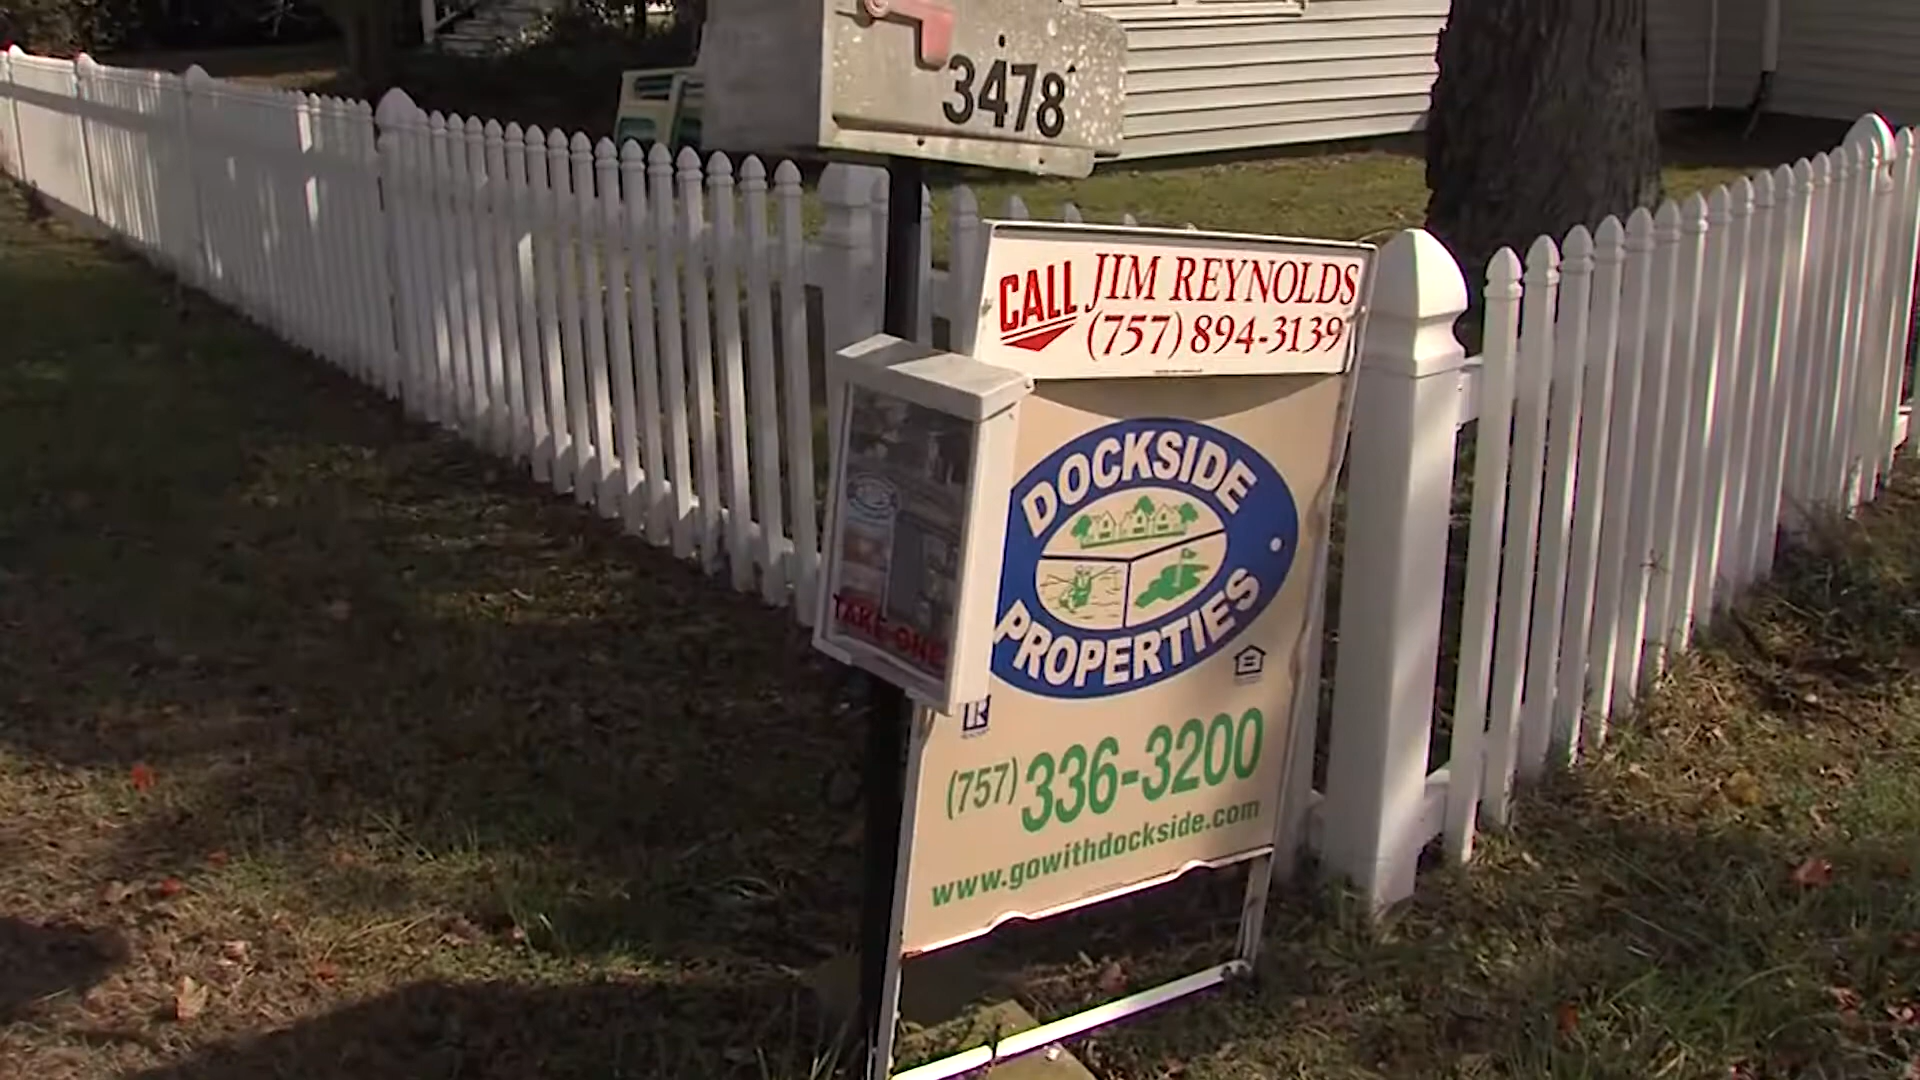 3478
CALL JIM REYNOLDS
(757) 894-3139
DOCKSIDE
PROPERTIES
TAKE ONE
(757) 336-3200
www.gowithdockside.com